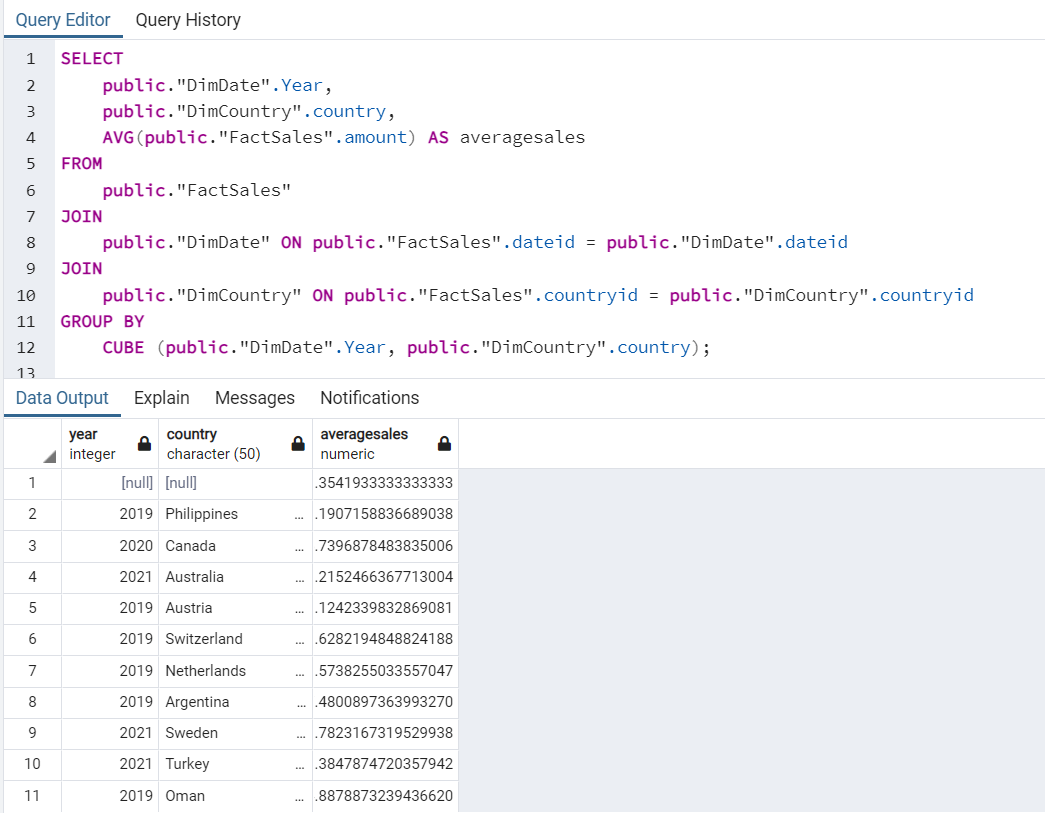 Query Editor Query History
1 SELECT
2 public."DimDate".Year,
3 public."DimCountry".country,
4 AVG(public."FactSales".amount) AS averagesales
5 FROM
6 public."FactSales"
7 JOIN
8 public."DimDate" ON public."FactSales".dateid = public."DimDate".dateid
9 JOIN
10 public."DimCountry" ON public."FactSales".countryid = public."DimCountry".countryid
11 GROUP BY
12 CUBE (public."DimDate".Year, public."DimCountry".country);
13
Data Output Explain Messages Notifications
year country averagesales
integer character (50) numeric
1 [null] [null] .3541933333333333
2 2019 Philippines ... .1907158836689038
3 2020 Canada ... .7396878483835006
4 2021 Australia ... .2152466367713004
5 2019 Austria ... .1242339832869081
6 2019 Switzerland ... .6282194848824188
7 2019 Netherlands ... .5738255033557047
8 2019 Argentina ... .4800897363993270
9 2021 Sweden ... .7823167319529938
10 2021 Turkey ... .3847874720357942
11 2019 Oman ... .8878873239436620